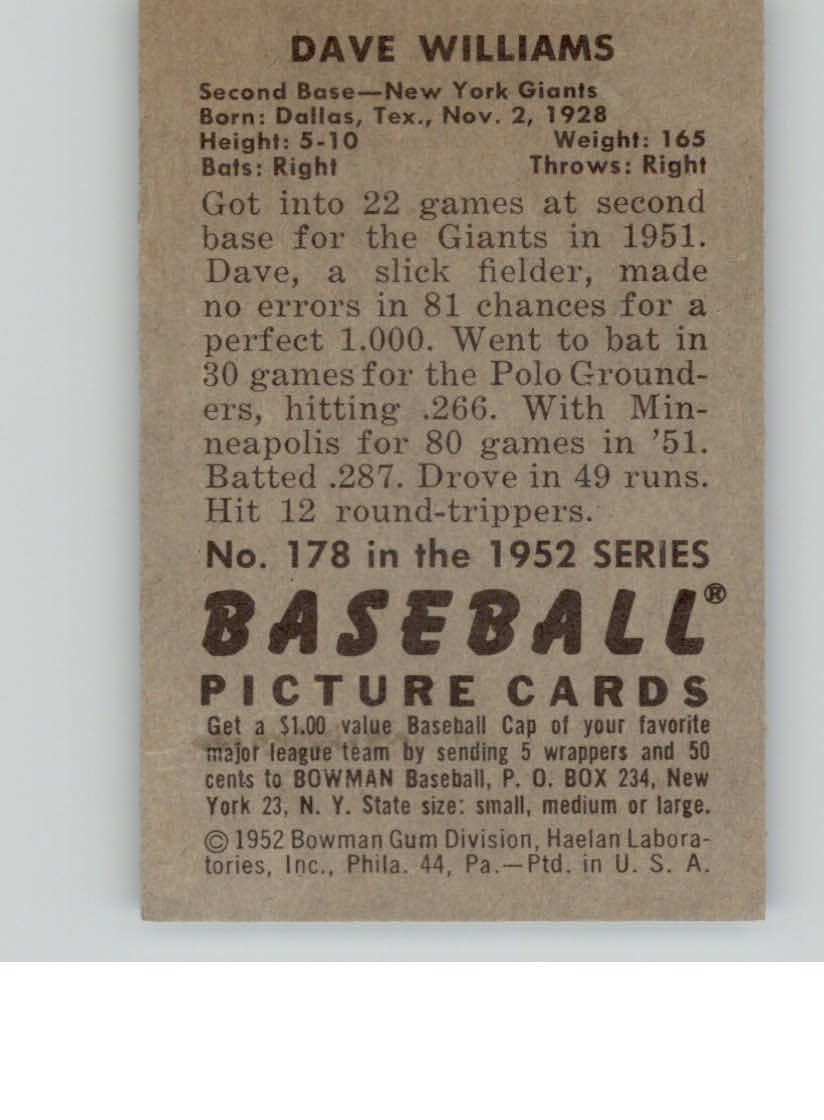 DAVE WILLIAMS
Second Base—New York Giants
Born: Dallas, Tex., Nov. 2, 1928
Height: 5-10 Weight: 165
Bats: Right Throws: Right
Got into 22 games at second
base for the Giants in 1951.
Dave, a slick fielder, made
no errors in 81 chances for a
perfect 1.000. Went to bat in
30 games for the Polo Ground-
ers, hitting .266. With Min-
neapolis for 80 games in '51.
Batted .287. Drove in 49 runs.
Hit 12 round-trippers.
No. 178 in the 1952 SERIES
BASEBALL®
PICTURE CARDS
Get a $1.00 value Baseball Cap of your favorite
major league team by sending 5 wrappers and 50
cents to BOWMAN Baseball, P. O. BOX 234, New
York 23, N. Y. State size: small, medium or large.
© 1952 Bowman Gum Division, Haelan Labora-
tories, Inc., Phila. 44, Pa.—Ptd. in U. S. A.